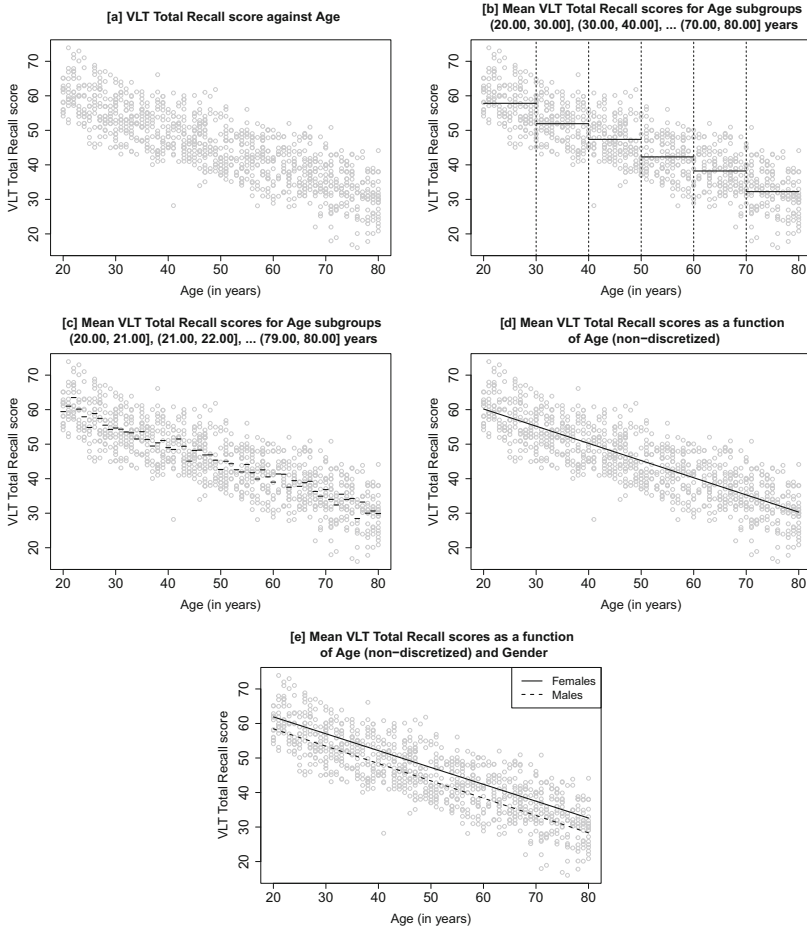 [a] VLT Total Recall score against Age
VLT Total Recall score
70
60
50
40
30
20
20 30 40 50 60 70 80
Age (in years)
[b] Mean VLT Total Recall scores for Age subgroups
(20.00, 30.00], (30.00, 40.00], ... (70.00, 80.00] years
VLT Total Recall score
70
60
50
40
30
20
20 30 40 50 60 70 80
Age (in years)
[c] Mean VLT Total Recall scores for Age subgroups
(20.00, 21.00], (21.00, 22.00], ... (79.00, 80.00] years
VLT Total Recall score
70
60
50
40
30
20
20 30 40 50 60 70 80
Age (in years)
[d] Mean VLT Total Recall scores as a function
of Age (non−discretized)
VLT Total Recall score
70
60
50
40
30
20
20 30 40 50 60 70 80
Age (in years)
[e] Mean VLT Total Recall scores as a function
of Age (non−discretized) and Gender
Females
Males
VLT Total Recall score
70
60
50
40
30
20
20 30 40 50 60 70 80
Age (in years)